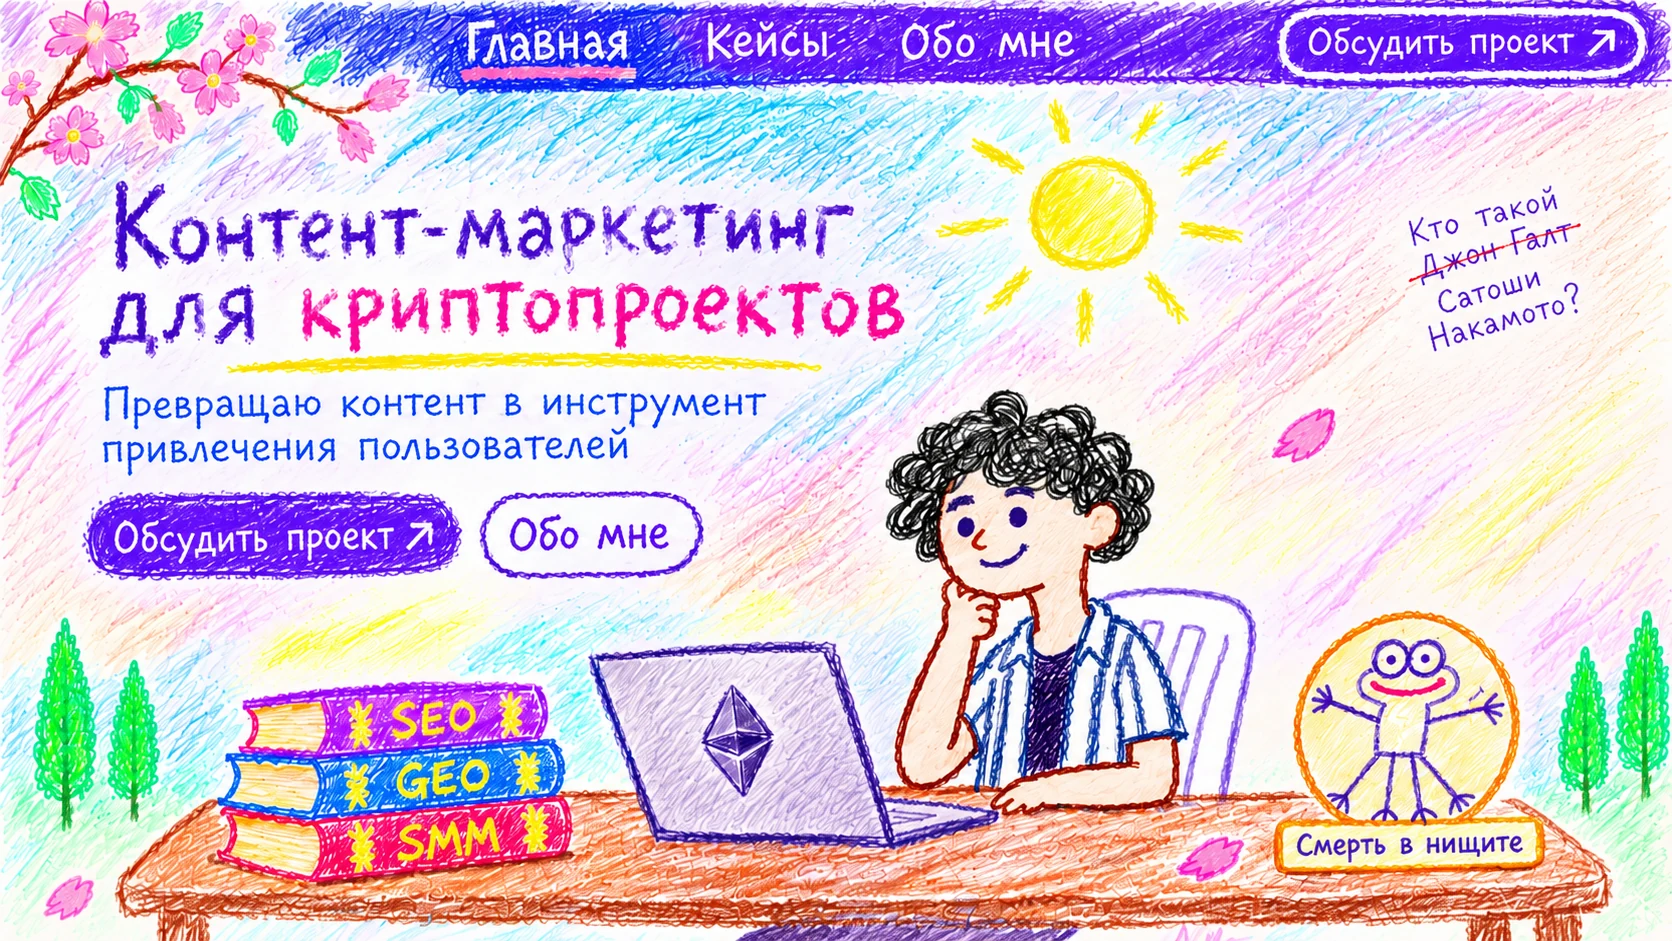 Главная
Кейсы
Обо мне
Обсудить проект ↗
Контент-маркетинг
для криптопроектов
Превращаю контент в инструмент
привлечения пользователей
Обсудить проект ↗
Обо мне
Кто такой
Джон Галт
Сатоши
Накамото?
SEO
GEO
SMM
Смерть в нищите